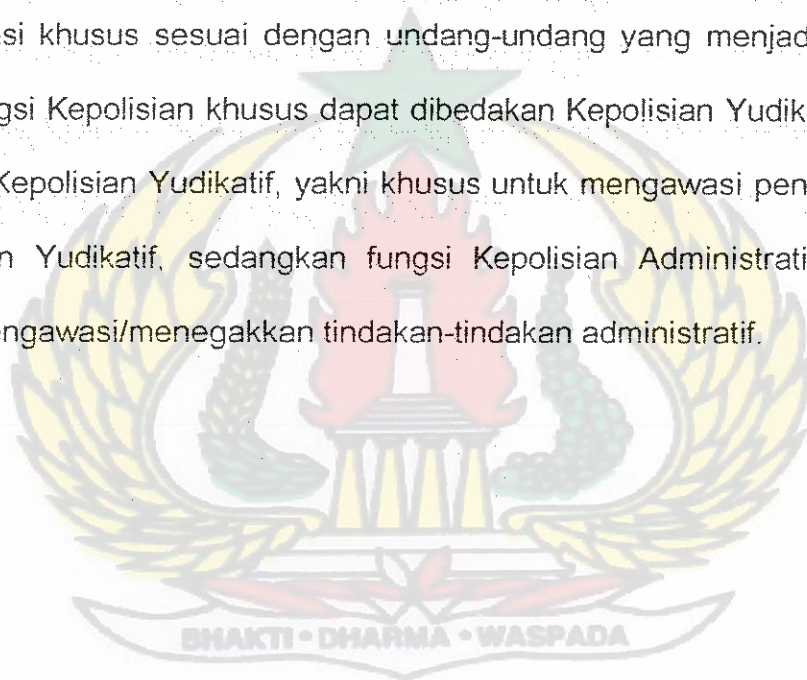 si khusus sesuai dengan undang-undang yang menjad
gsi Kepolisian khusus dapat dibedakan Kepolisian Yudik
Kepolisian Yudikatif, yakni khusus untuk mengawasi pen
n Yudikatif, sedangkan fungsi Kepolisian Administrati
engawasi/menegakkan tindakan-tindakan administratif.
BHAKTI • DHARMA • WASPADA